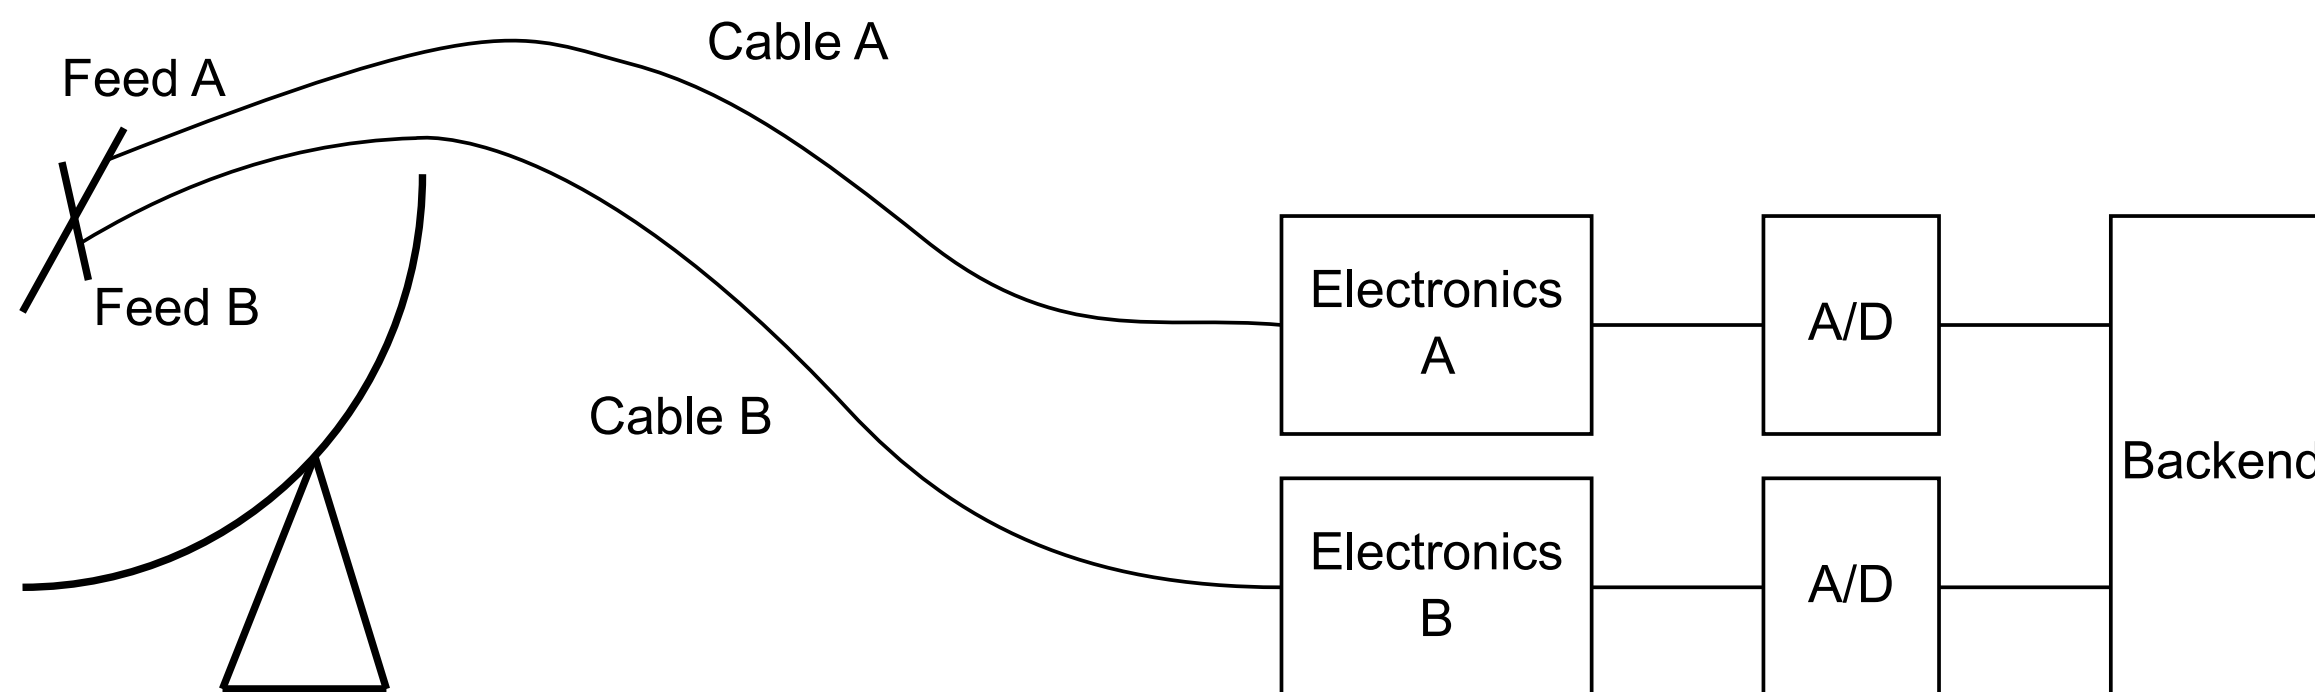 Cable A
Feed A
Feed B
Electronics
A
A/D
Cable B
Backend
Electronics
B
A/D